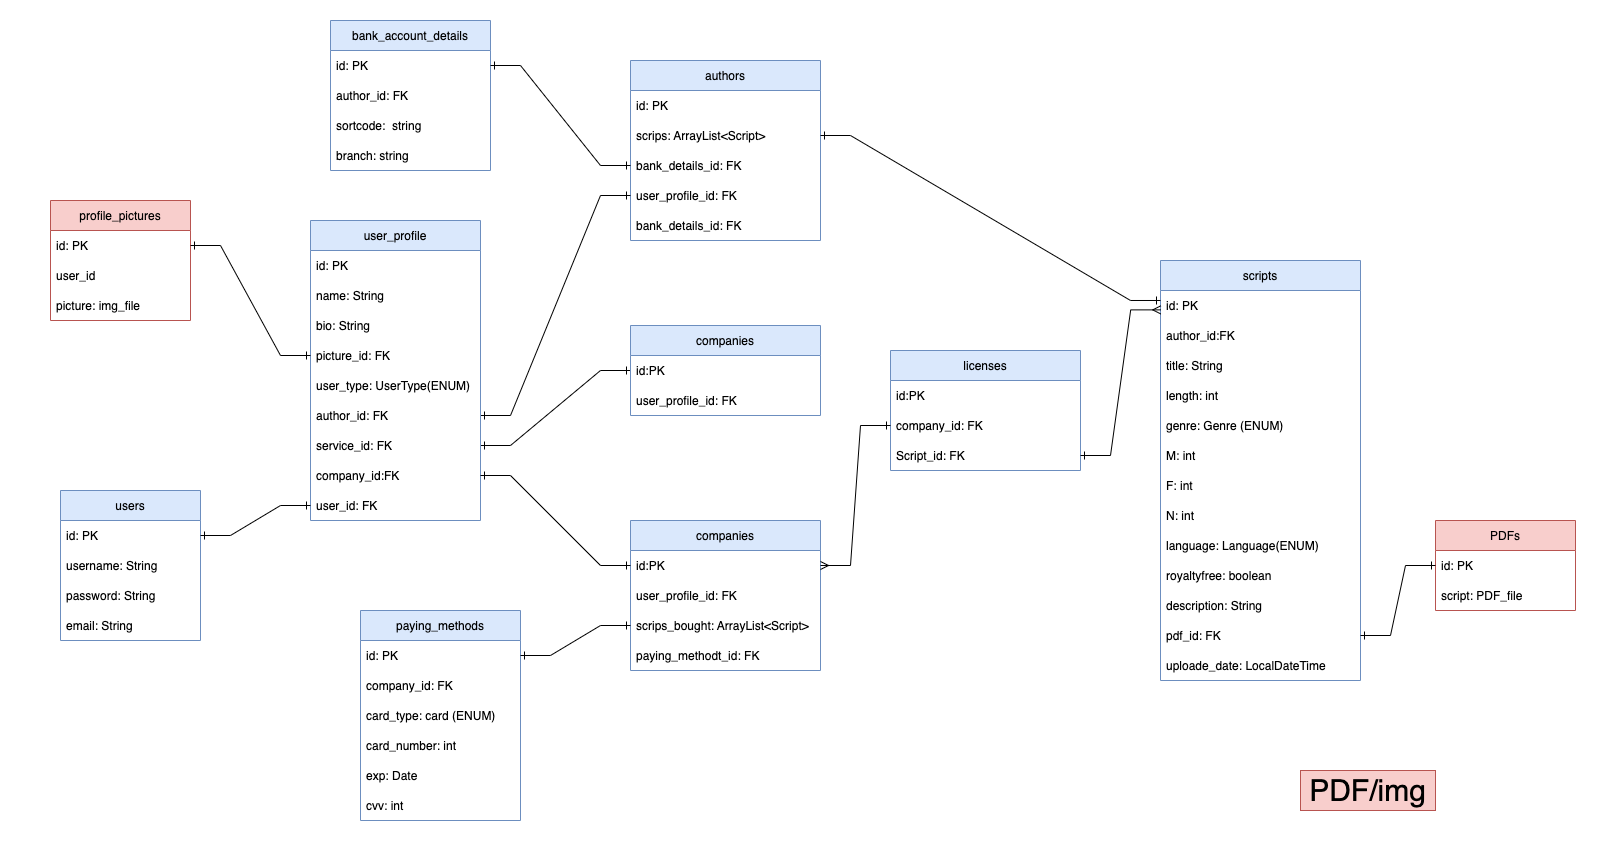 bank_account_details
id: PK
author_id: FK
sortcode:  string
branch: string
authors
id: PK
scrips: ArrayList<Script>
bank_details_id: FK
user_profile_id: FK
bank_details_id: FK
profile_pictures
id: PK
user_id
picture: img_file
user_profile
id: PK
name: String
bio: String
picture_id: FK
user_type: UserType(ENUM)
author_id: FK
service_id: FK
company_id:FK
user_id: FK
companies
id:PK
user_profile_id: FK
licenses
id:PK
company_id: FK
Script_id: FK
scripts
id: PK
author_id:FK
title: String
length: int
genre: Genre (ENUM)
M: int
F: int
N: int
language: Language(ENUM)
royaltyfree: boolean
description: String
pdf_id: FK
uploade_date: LocalDateTime
users
id: PK
username: String
password: String
email: String
companies
id:PK
user_profile_id: FK
scrips_bought: ArrayList<Script>
paying_methodt_id: FK
PDFs
id: PK
script: PDF_file
paying_methods
id: PK
company_id: FK
card_type: card (ENUM)
card_number: int
exp: Date
cvv: int
PDF/img